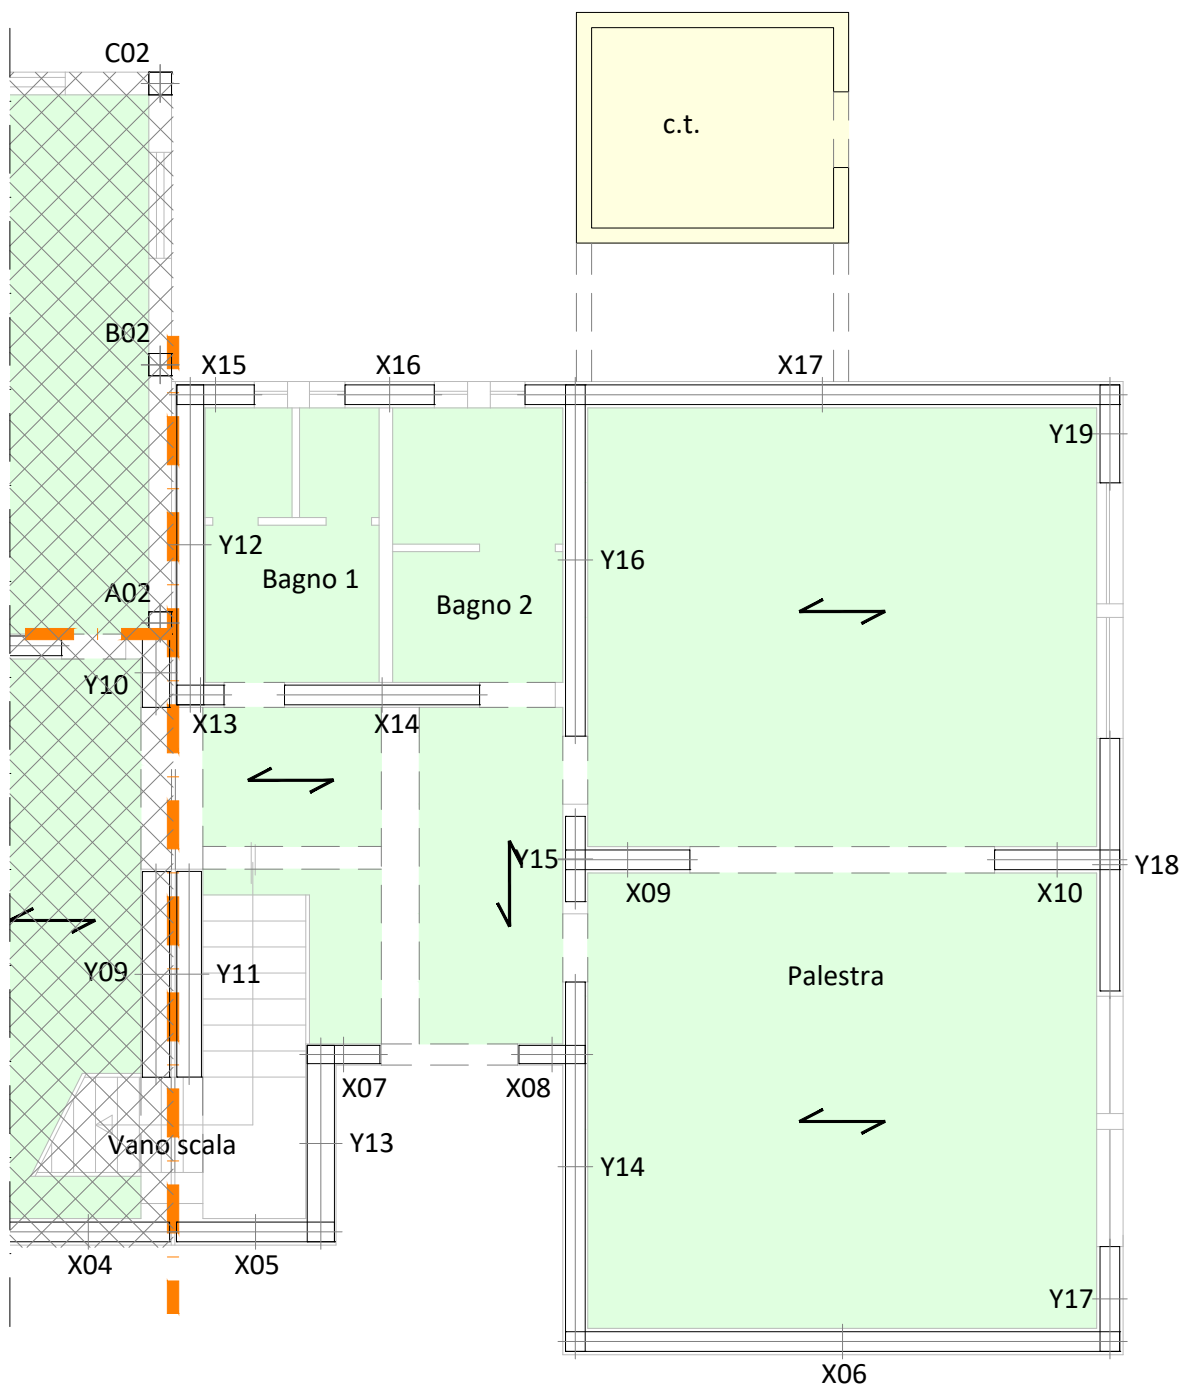 C02
c.t.
B02
X15
X16
X17
Y19
Y12
Y16
Bagno 1
A02
Bagno 2
Y10
X13
X14
Y15
Y18
X09
X10
Y09
Y11
Palestra
X07
X08
Vano scala
Y13
Y14
X04
X05
Y17
X06